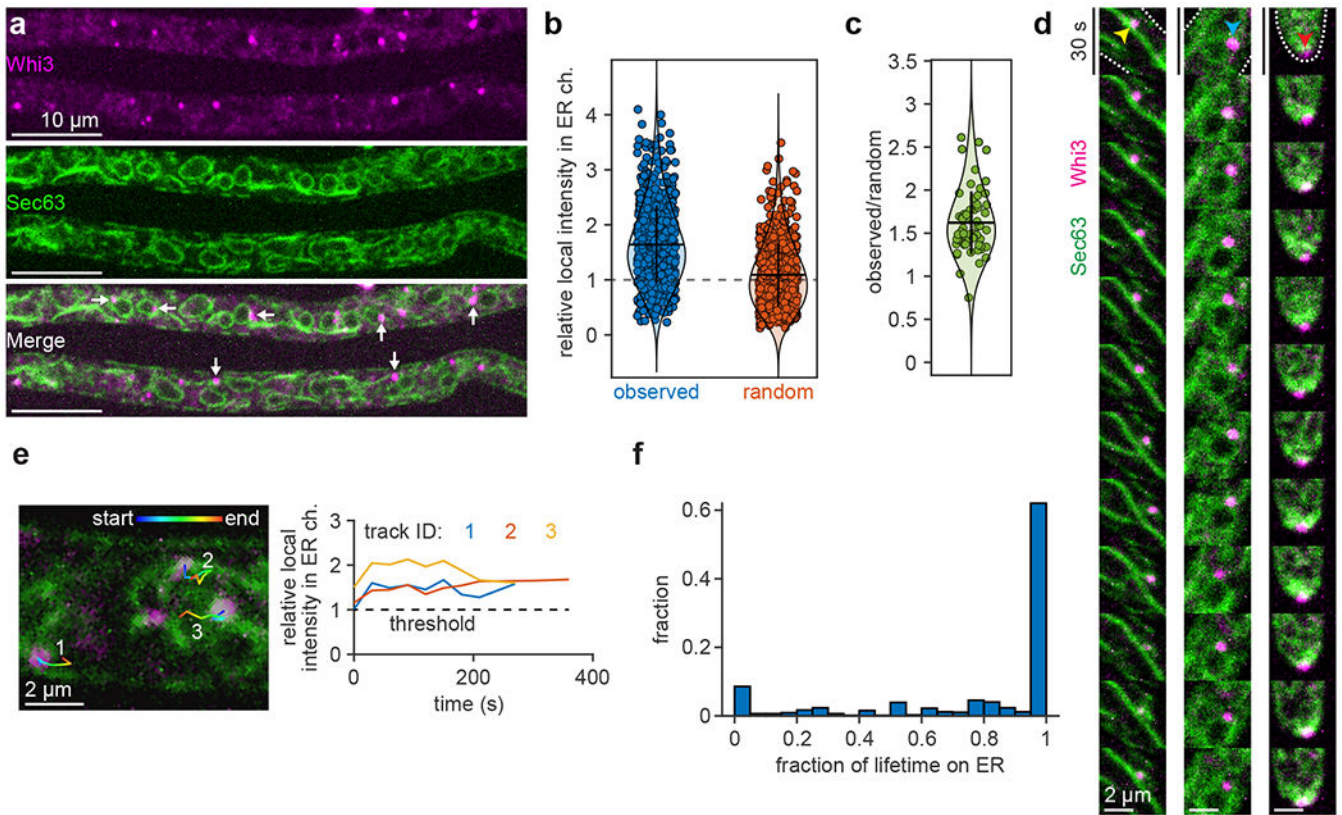 a
Whi3
10 µm
Sec63
Merge
b
relative local intensity in ER ch.
4
3
2
1
0
observed
random
c
observed/random
3.5
3
2.5
2
1.5
1
0.5
0
d
30 s
Sec63 Whi3
2 µm
e
start end
2
3
1
2 µm
relative local
intensity in ER ch.
3
2
1
0
track ID: 1 2 3
threshold
0 200 400
time (s)
f
fraction
0.6
0.4
0.2
0
0 0.2 0.4 0.6 0.8 1
fraction of lifetime on ER